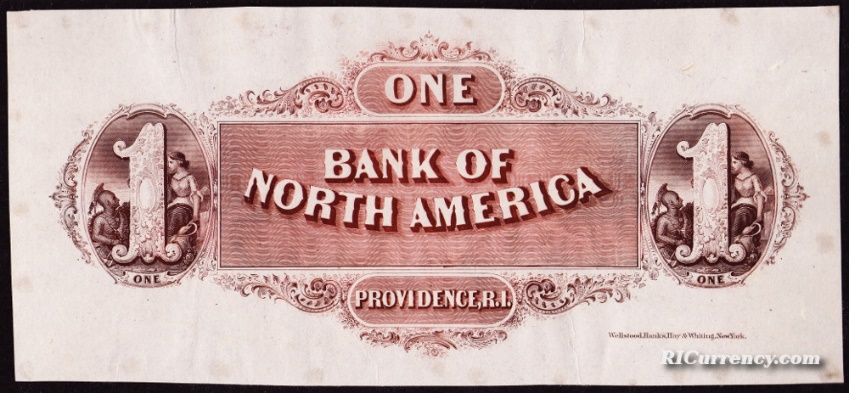 ONE
BANK OF
NORTH AMERICA
1
ONE
1
ONE
PROVIDENCE, R.I.
Wellstood, Hanks, Hay & Whiting, New York.
RICurrency.com